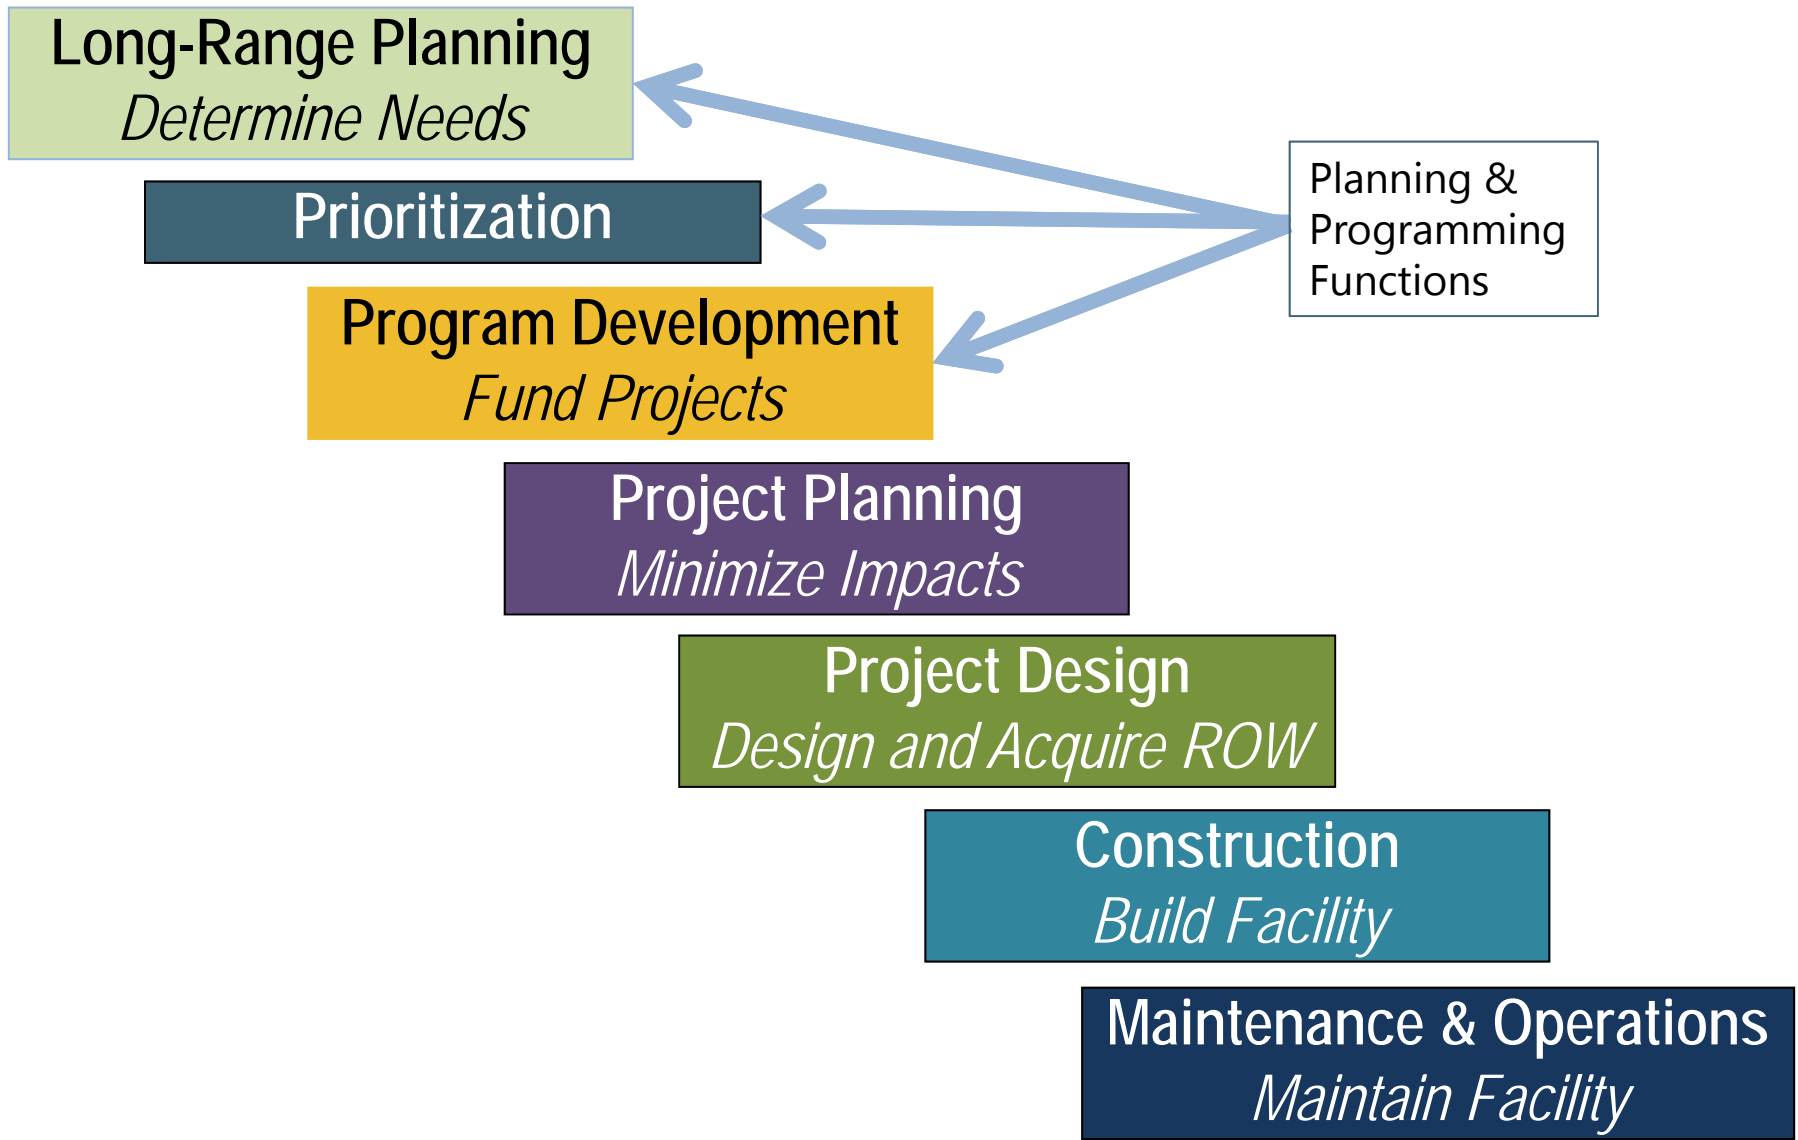 Long-Range Planning
Determine Needs
Prioritization
Planning &
Programming
Functions
Program Development
Fund Projects
Project Planning
Minimize Impacts
Project Design
Design and Acquire ROW
Construction
Build Facility
Maintenance & Operations
Maintain Facility